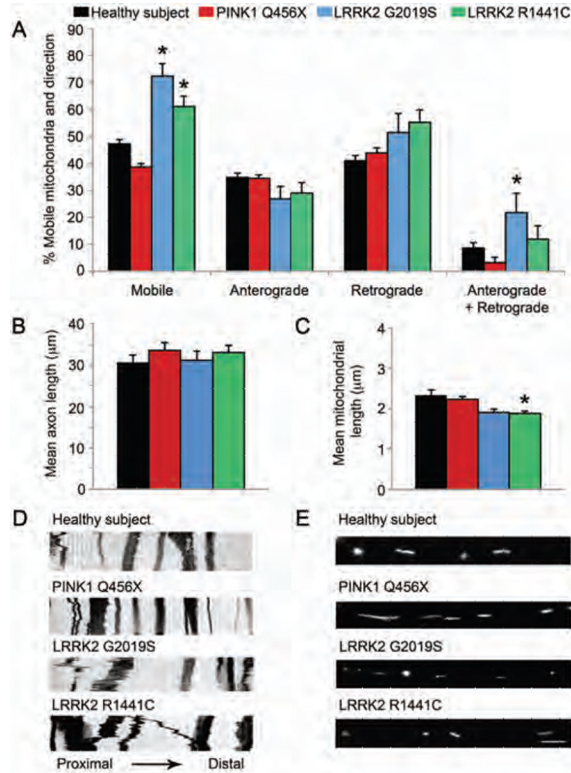 Healthy subject PINK1 Q456X LRRK2 G2019S LRRK2 R1441C
A
% Mobile mitochondria and direction
90
80
70
60
50
40
30
20
10
0
* *
*
Mobile Anterograde Retrograde Anterograde
+ Retrograde
B
Mean axon length (μm)
40
30
20
10
0
C
Mean mitochondrial
length (μm)
4
3
2
1
0
*
D
Healthy subject
PINK1 Q456X
LRRK2 G2019S
LRRK2 R1441C
Proximal → Distal
E
Healthy subject
PINK1 Q456X
LRRK2 G2019S
LRRK2 R1441C